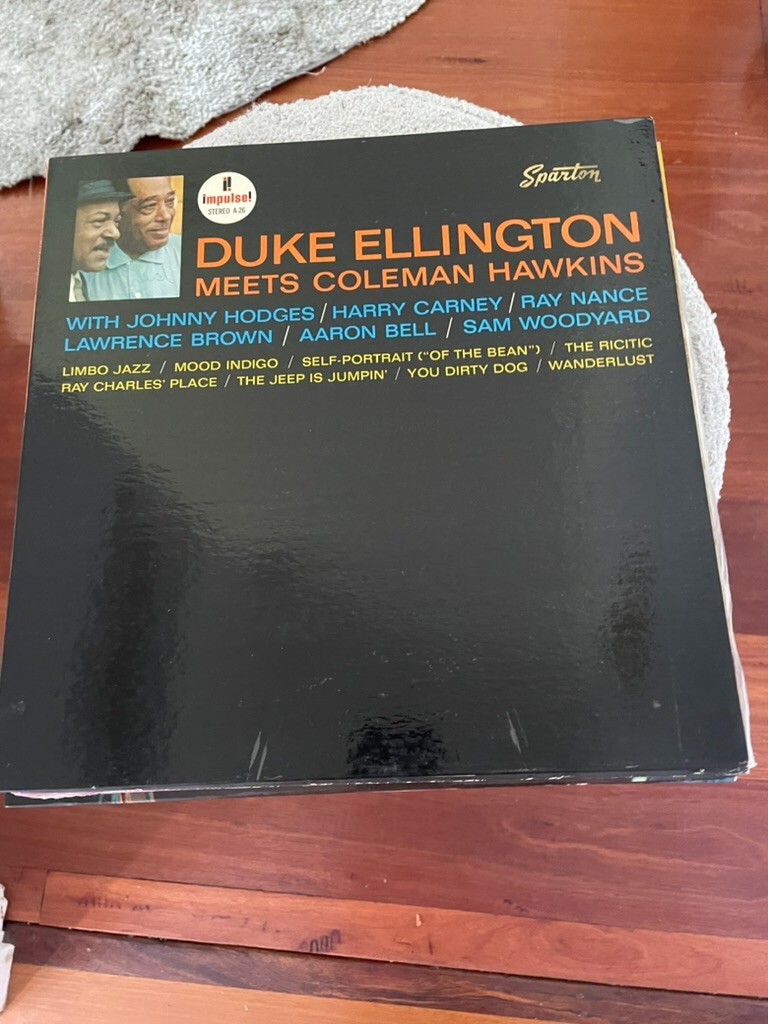 Sparton
impulse!
STEREO A-26
DUKE ELLINGTON
MEETS COLEMAN HAWKINS
WITH JOHNNY HODGES / HARRY CARNEY / RAY NANCE
LAWRENCE BROWN / AARON BELL / SAM WOODYARD
LIMBO JAZZ / MOOD INDIGO / SELF-PORTRAIT ("OF THE BEAN") / THE RICITIC
RAY CHARLES' PLACE / THE JEEP IS JUMPIN' / YOU DIRTY DOG / WANDERLUST